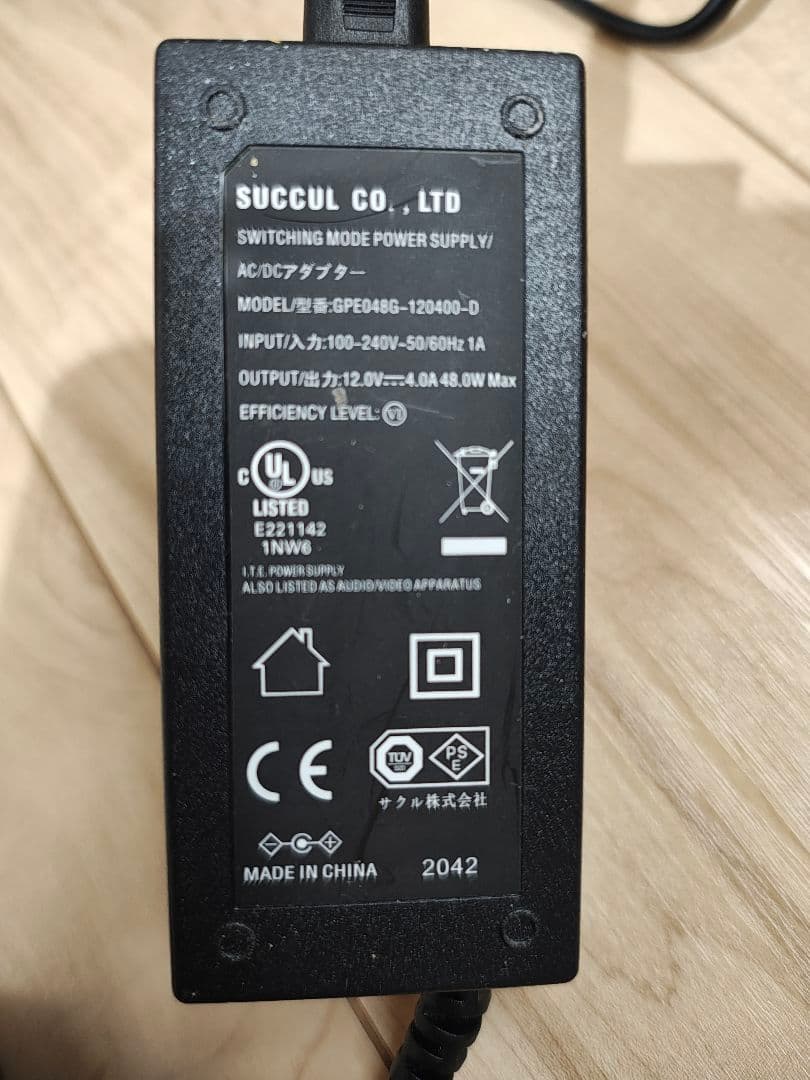 SUCCUL CO., LTD
SWITCHING MODE POWER SUPPLY/
AC/DCアダプター
MODEL/型番:GPE048G-120400-D
INPUT/入力:100-240V-50/60Hz 1A
OUTPUT/出力:12.0V⎓4.0A 48.0W Max
EFFICIENCY LEVEL: VI
C UL US
LISTED
E221142
1NW6
I.T.E. POWER SUPPLY
ALSO LISTED AS AUDIO/VIDEO APPARATUS
CE
TUV
PSE
サクル株式会社
MADE IN CHINA
2042